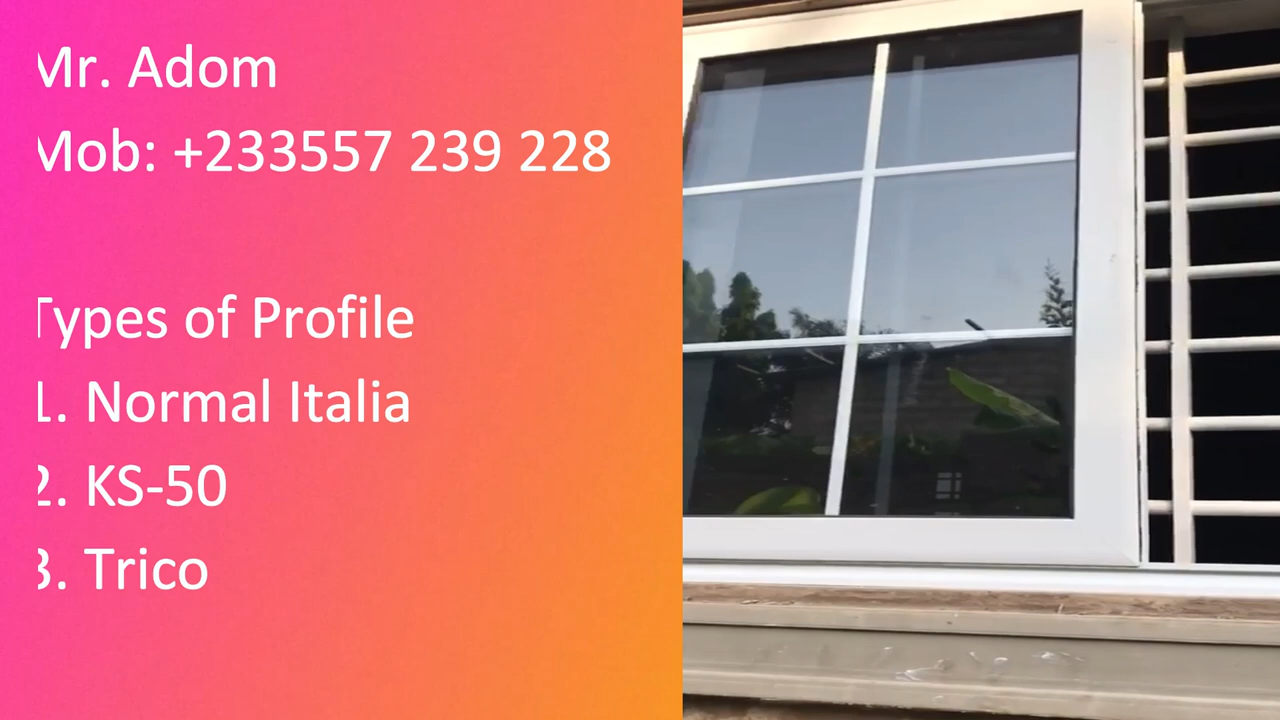 Mr. Adom
Mob: +233557 239 228
Types of Profile
1. Normal Italia
2. KS-50
3. Trico